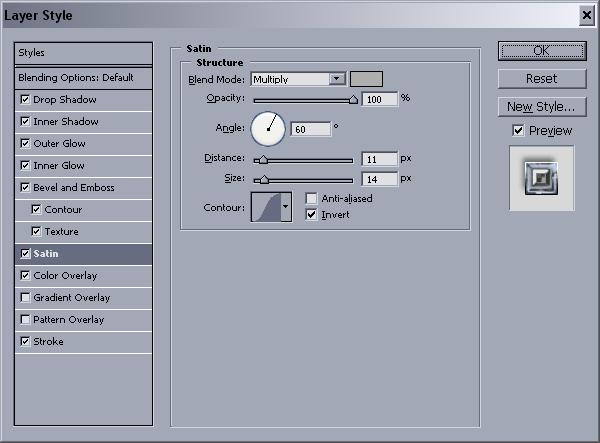 Layer Style
Styles
Blending Options: Default
Drop Shadow
Inner Shadow
Outer Glow
Inner Glow
Bevel and Emboss
Contour
Texture
Satin
Color Overlay
Gradient Overlay
Pattern Overlay
Stroke
Satin
Structure
Blend Mode: Multiply
Opacity: 100 %
Angle: 60 °
Distance: 11 px
Size: 14 px
Contour: Anti-aliased
Invert
OK
Reset
New Style...
Preview